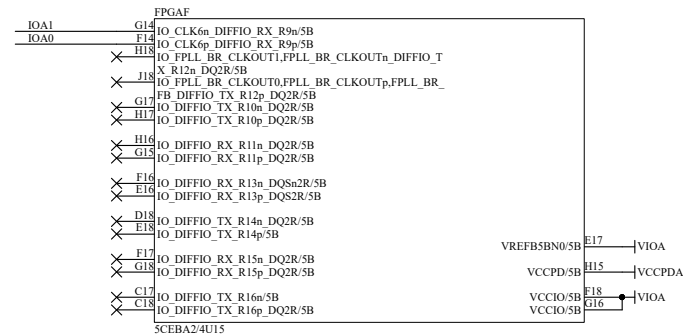 FPGAF
IOA1 G14 IO_CLK6n_DIFFIO_RX_R9n/5B
IOA0 F14 IO_CLK6p_DIFFIO_RX_R9p/5B
H18 IO_FPLL_BR_CLKOUT1,FPLL_BR_CLKOUTn_DIFFIO_T
X_R12n_DQ2R/5B
J18 IO_FPLL_BR_CLKOUT0,FPLL_BR_CLKOUTp,FPLL_BR_
FB_DIFFIO_TX_R12p_DQ2R/5B
G17 IO_DIFFIO_TX_R10n_DQ2R/5B
H17 IO_DIFFIO_TX_R10p_DQ2R/5B
H16 IO_DIFFIO_RX_R11n_DQ2R/5B
G15 IO_DIFFIO_RX_R11p_DQ2R/5B
F16 IO_DIFFIO_RX_R13n_DQSn2R/5B
E16 IO_DIFFIO_RX_R13p_DQS2R/5B
D18 IO_DIFFIO_TX_R14n_DQ2R/5B
E18 IO_DIFFIO_TX_R14p/5B
VREFB5BN0/5B E17 VIOA
F17 IO_DIFFIO_RX_R15n_DQ2R/5B
G18 IO_DIFFIO_RX_R15p_DQ2R/5B
VCCPD/5B H15 VCCPDA
C17 IO_DIFFIO_TX_R16n/5B
C18 IO_DIFFIO_TX_R16p_DQ2R/5B
VCCIO/5B F18 VIOA
VCCIO/5B G16
5CEBA2/4U15